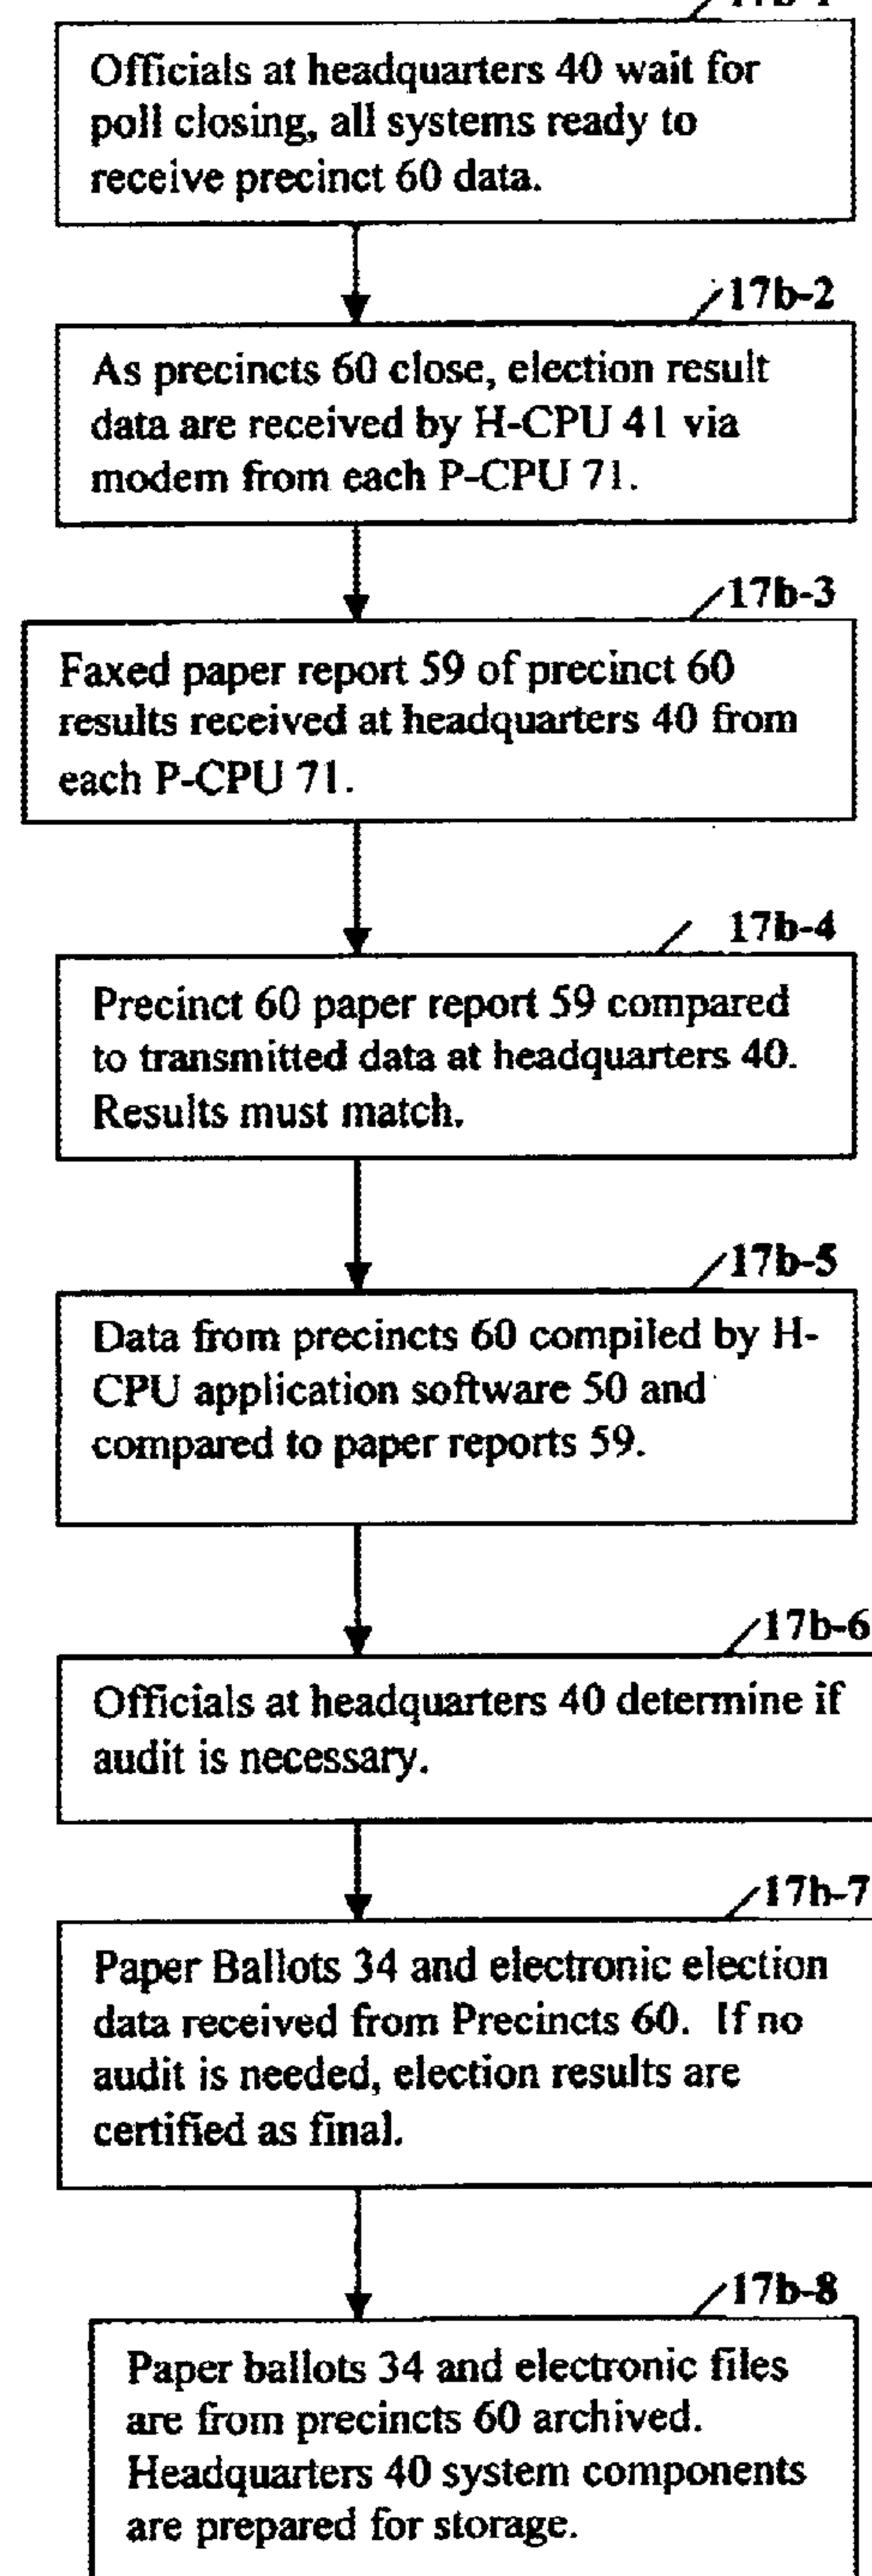 Officials at headquarters 40 wait for
poll closing, all systems ready to
receive precinct 60 data.
17b-2
As precincts 60 close, election result
data are received by H-CPU 41 via
modem from each P-CPU 71.
17b-3
Faxed paper report 59 of precinct 60
results received at headquarters 40 from
each P-CPU 71.
17b-4
Precinct 60 paper report 59 compared
to transmitted data at headquarters 40.
Results must match.
17b-5
Data from precincts 60 compiled by H-
CPU application software 50 and
compared to paper reports 59.
17b-6
Officials at headquarters 40 determine if
audit is necessary.
17b-7
Paper Ballots 34 and electronic election
data received from Precincts 60. If no
audit is needed, election results are
certified as final.
17b-8
Paper ballots 34 and electronic files
are from precincts 60 archived.
Headquarters 40 system components
are prepared for storage.